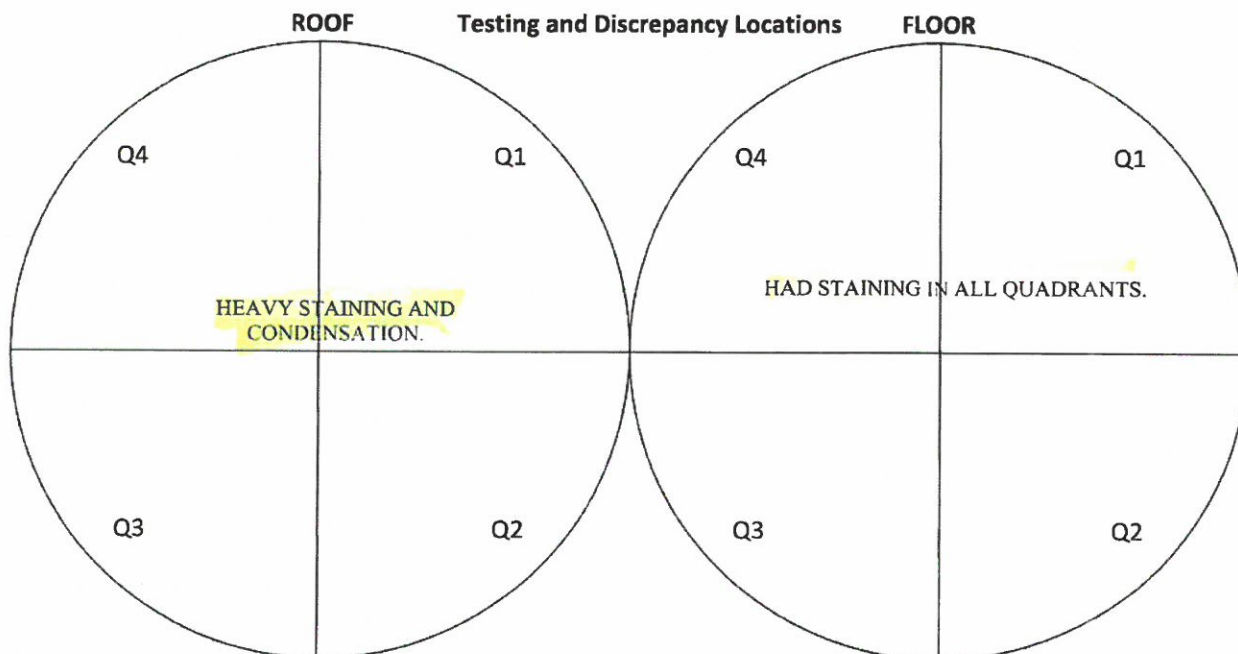 ROOF Testing and Discrepancy Locations FLOOR
Q4 Q1 Q4 Q1
HEAVY STAINING AND
CONDENSATION.
HAD STAINING IN ALL QUADRANTS.
Q3 Q2 Q3 Q2